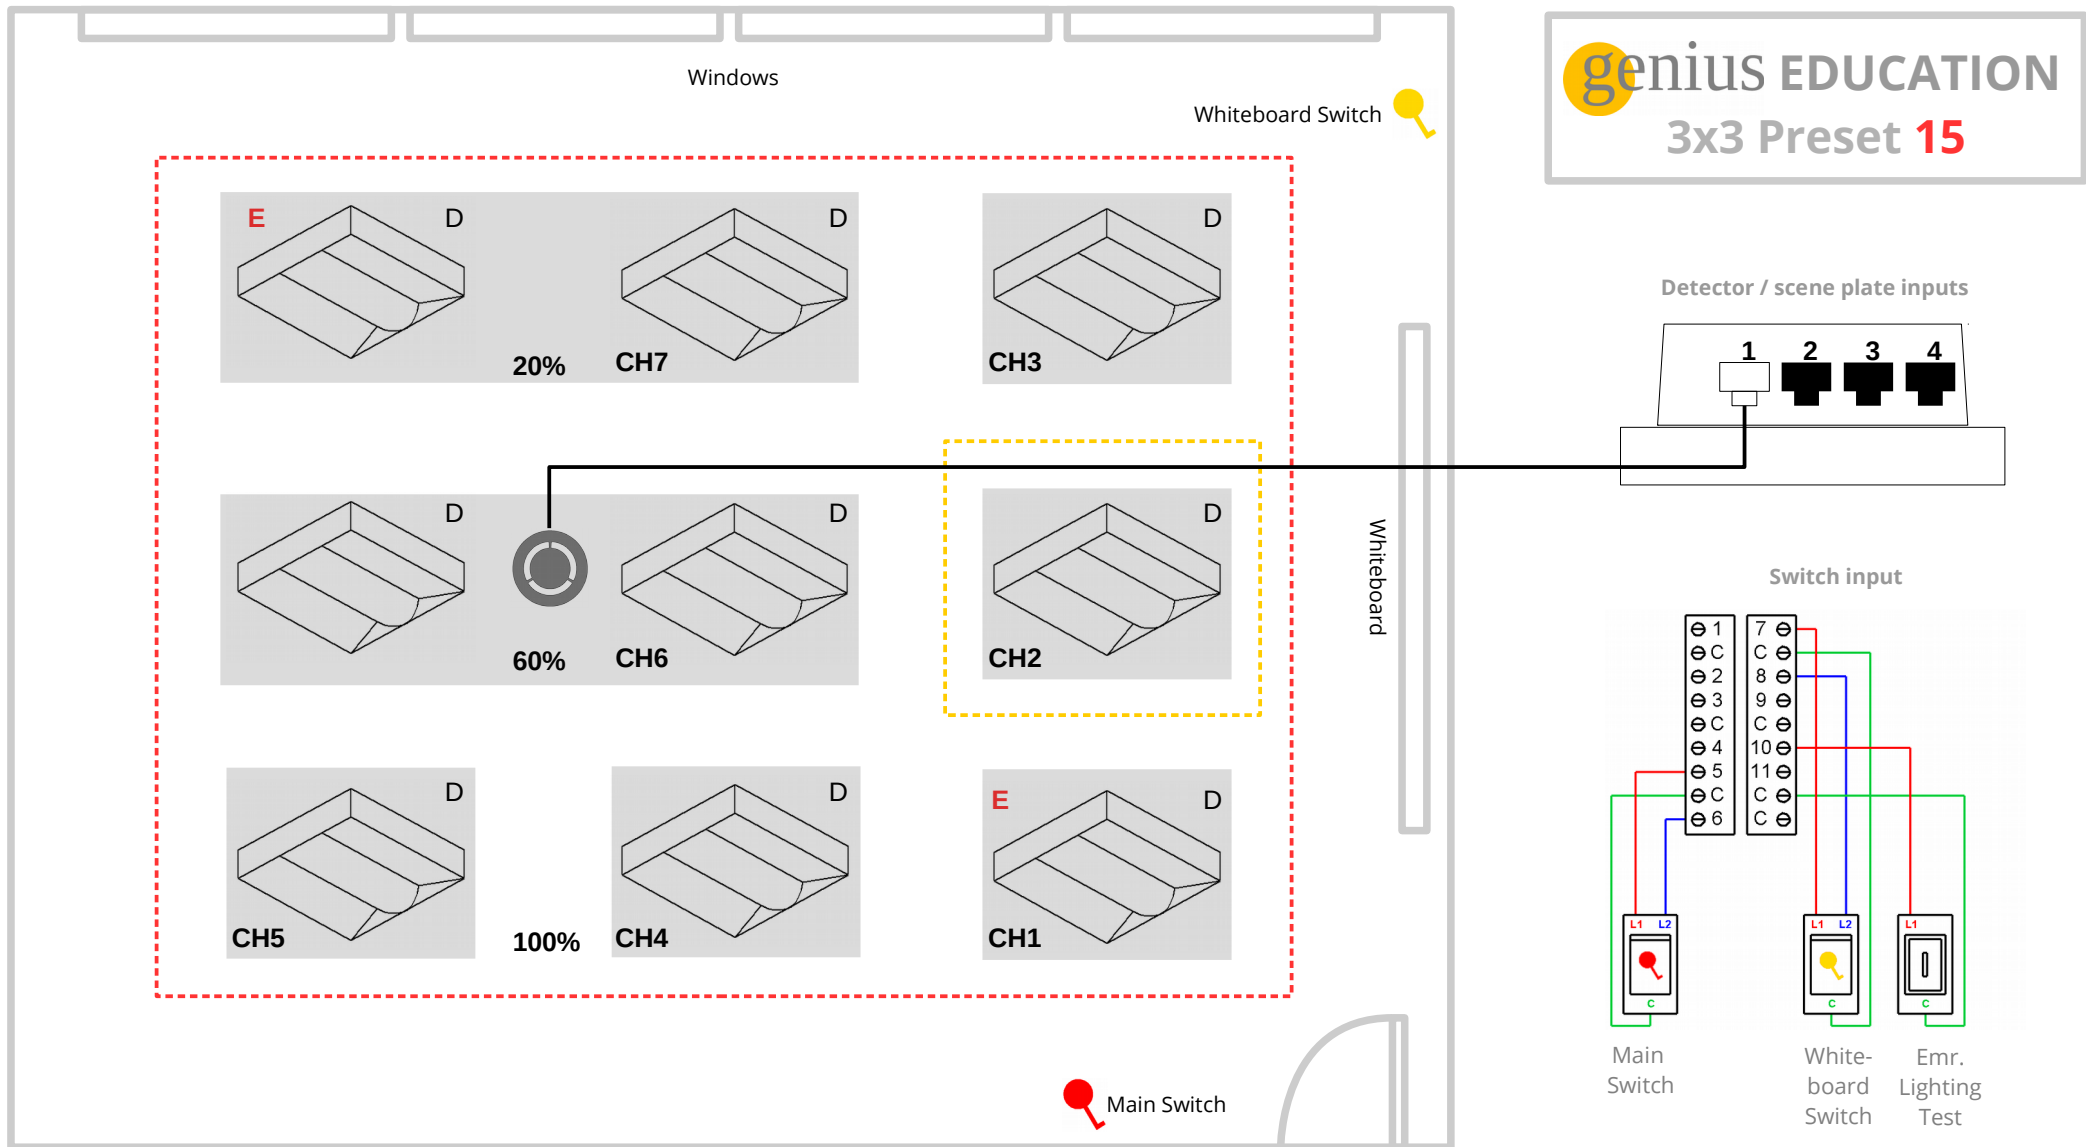 Windows
Whiteboard Switch
genius EDUCATION
3x3 Preset 15
E D D D
20% CH7 CH3
Detector / scene plate inputs
1 2 3 4
D D D
60% CH6 CH2
Whiteboard
Switch input
1 7
C C
2 8
3 9
C C
4 10
5 11
C C
6 C
D D E D
CH5 100% CH4 CH1
L1 L2 L1 L2 L1
C C C
Main
Switch
White-
board
Switch
Emr.
Lighting
Test
Main Switch